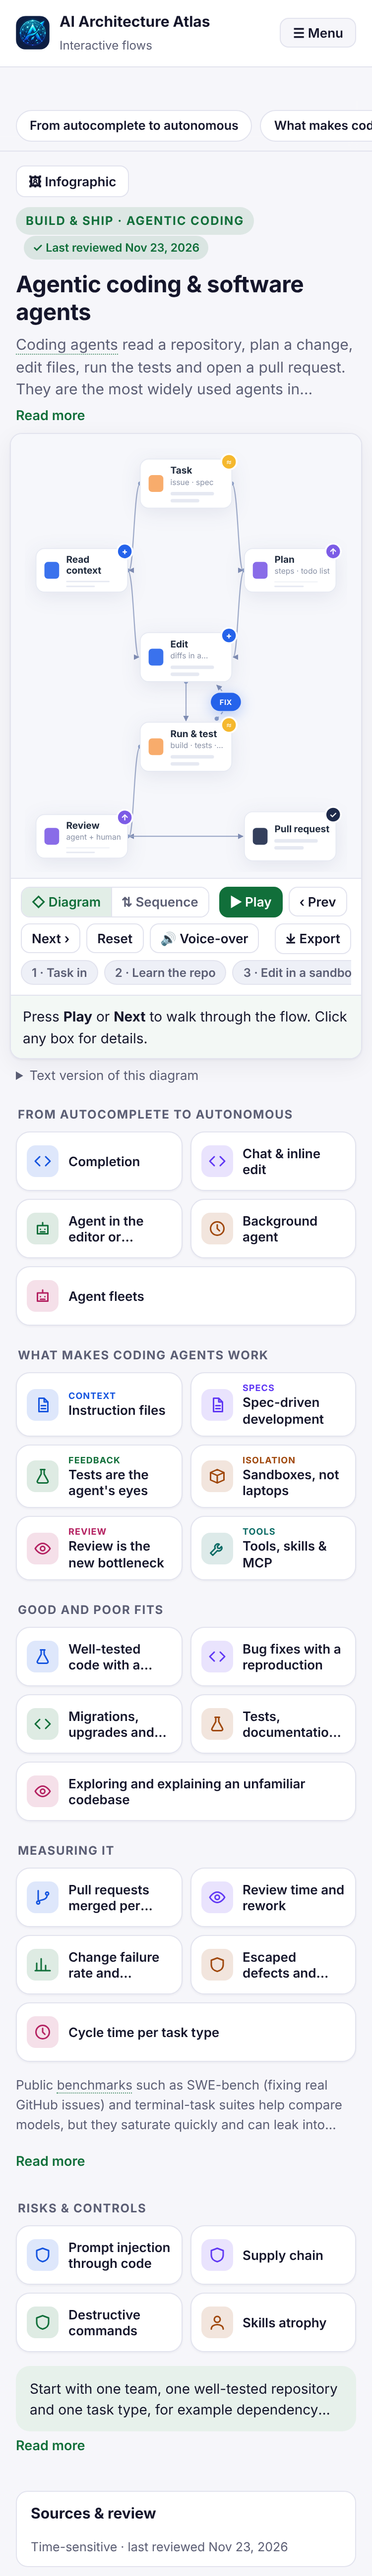 AI Architecture Atlas
Interactive flows
☰ Menu
From autocomplete to autonomous
What makes cod
Infographic
BUILD & SHIP · AGENTIC CODING
✓ Last reviewed Nov 23, 2026
Agentic coding & software
agents
Coding agents read a repository, plan a change,
edit files, run the tests and open a pull request.
They are the most widely used agents in…
Read more
Task
issue · spec
Read
context
Plan
steps · todo list
Edit
diffs in a…
FIX
Run & test
build · tests ·…
Review
agent + human
Pull request
Diagram
⇅ Sequence
▶ Play
‹ Prev
Next ›
Reset
Voice-over
Export
1 · Task in
2 · Learn the repo
3 · Edit in a sandbo
Press Play or Next to walk through the flow. Click
any box for details.
▶ Text version of this diagram
FROM AUTOCOMPLETE TO AUTONOMOUS
Completion
Chat & inline
edit
Agent in the
editor or…
Background
agent
Agent fleets
WHAT MAKES CODING AGENTS WORK
CONTEXT
Instruction files
SPECS
Spec-driven
development
FEEDBACK
Tests are the
agent's eyes
ISOLATION
Sandboxes, not
laptops
REVIEW
Review is the
new bottleneck
TOOLS
Tools, skills &
MCP
GOOD AND POOR FITS
Well-tested
code with a…
Bug fixes with a
reproduction
Migrations,
upgrades and…
Tests,
documentatio…
Exploring and explaining an unfamiliar
codebase
MEASURING IT
Pull requests
merged per…
Review time and
rework
Change failure
rate and…
Escaped
defects and…
Cycle time per task type
Public benchmarks such as SWE-bench (fixing real
GitHub issues) and terminal-task suites help compare
models, but they saturate quickly and can leak into…
Read more
RISKS & CONTROLS
Prompt injection
through code
Supply chain
Destructive
commands
Skills atrophy
Start with one team, one well-tested repository
and one task type, for example dependency…
Read more
Sources & review
Time-sensitive · last reviewed Nov 23, 2026